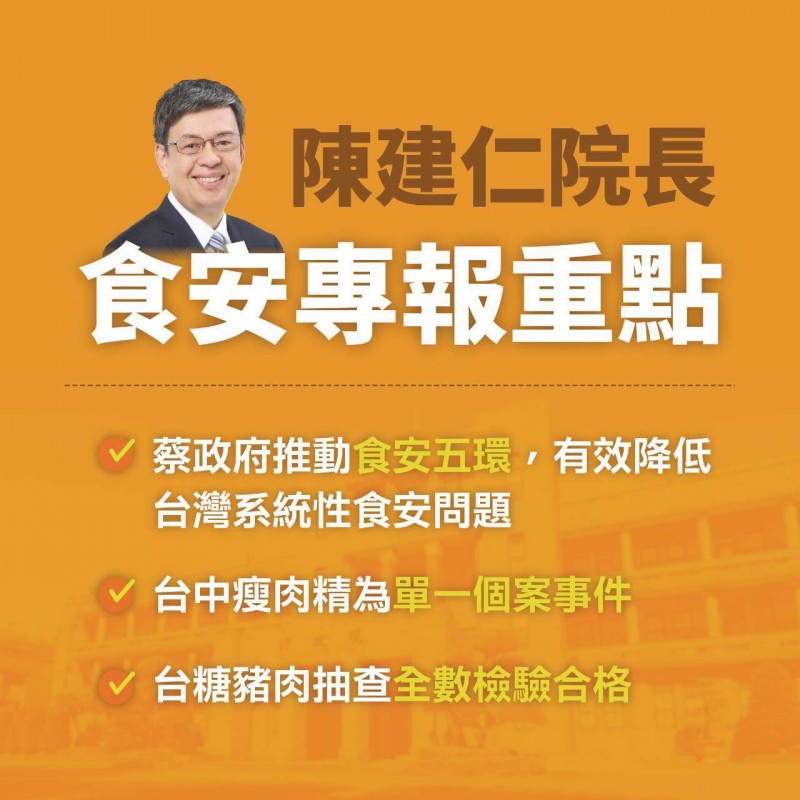 陳建仁院長
食安專報重點
蔡政府推動食安五環，有效降低
台灣系統性食安問題
台中瘦肉精為單一個案事件
台糖豬肉抽查全數檢驗合格